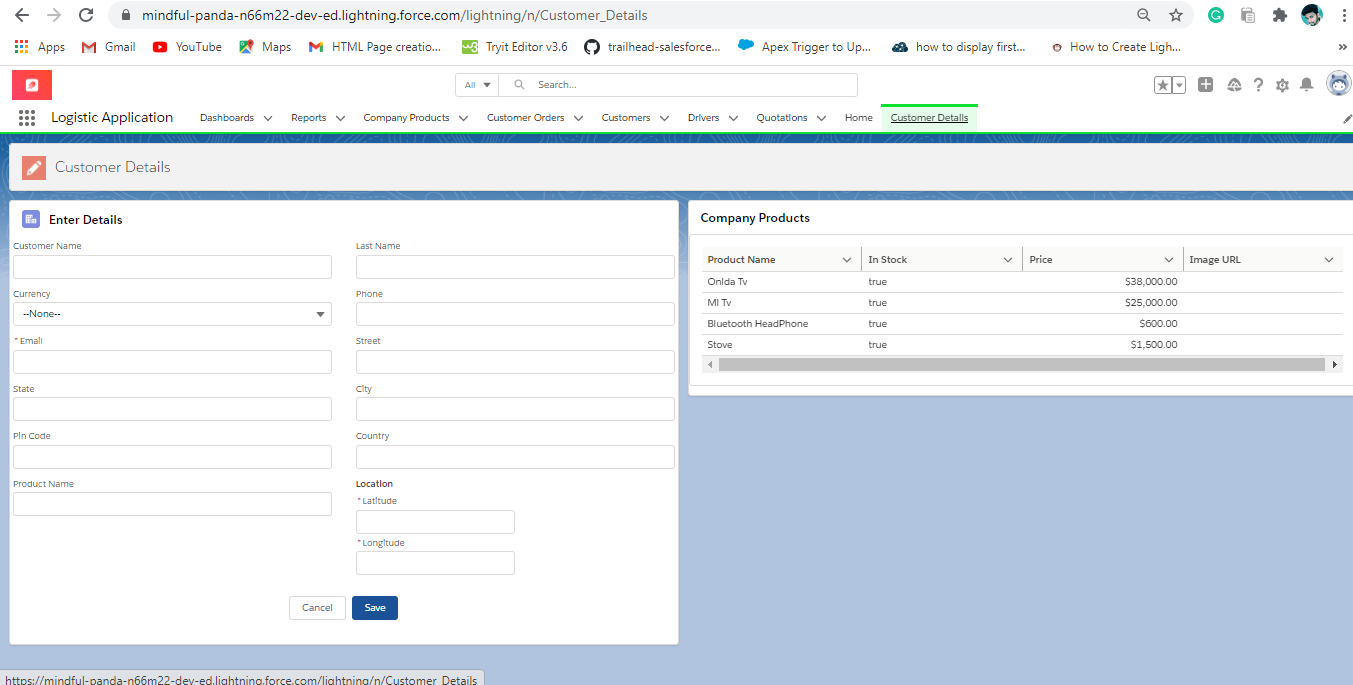 mindful-panda-n66m22-dev-ed.lightning.force.com/lightning/n/Customer_Details
Apps Gmail YouTube Maps HTML Page creatio... Tryit Editor v3.6 trailhead-salesforce... Apex Trigger to Up... how to display first... How to Create Ligh... »
All Search...
Logistic Application Dashboards Reports Company Products Customer Orders Customers Drivers Quotations Home Customer Details
Customer Details
Enter Details
Customer Name Last Name
Currency Phone
--None--
* Email Street
State City
Pin Code Country
Product Name Location
* Latitude
* Longitude
Cancel Save
Company Products
Product Name In Stock Price Image URL
Onida Tv true $38,000.00
MI Tv true $25,000.00
Bluetooth HeadPhone true $600.00
Stove true $1,500.00
https://mindful-panda-n66m22-dev-ed.lightning.force.com/lightning/n/Customer_Details